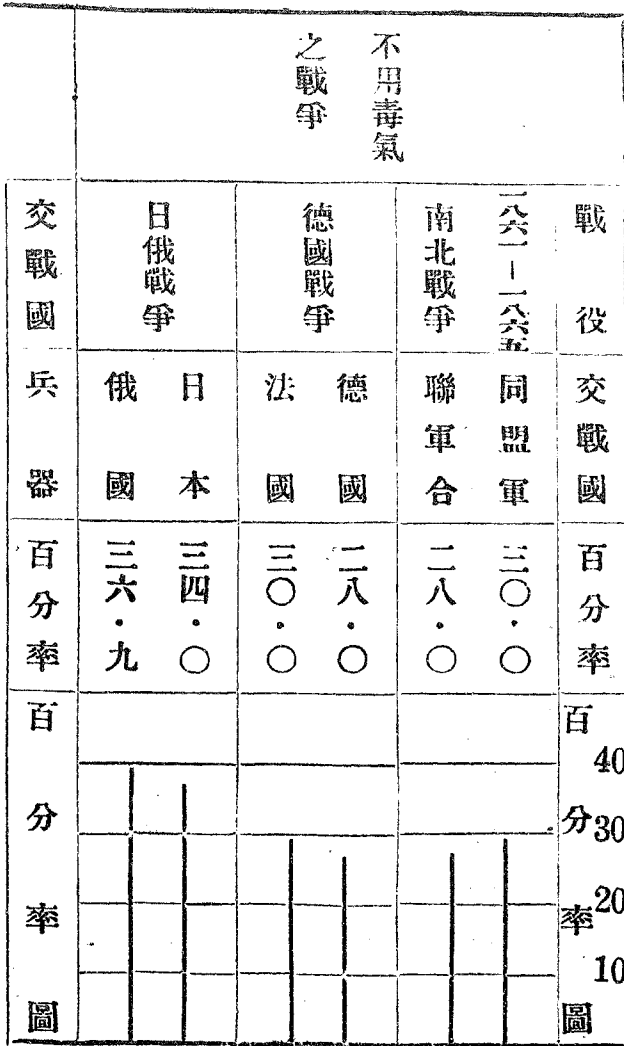 不用毒氣
之戰爭
戰役
一八六一—一八六五
南北戰爭
德國戰爭
日俄戰爭
交戰國
交戰國
同盟軍
聯軍合
德國
法國
日本
俄國
兵器
百分率
三〇·〇
二八·〇
二八·〇
三〇·〇
三四·〇
三六·九
百分率
百分率圖
40
30
20
10
百分率圖